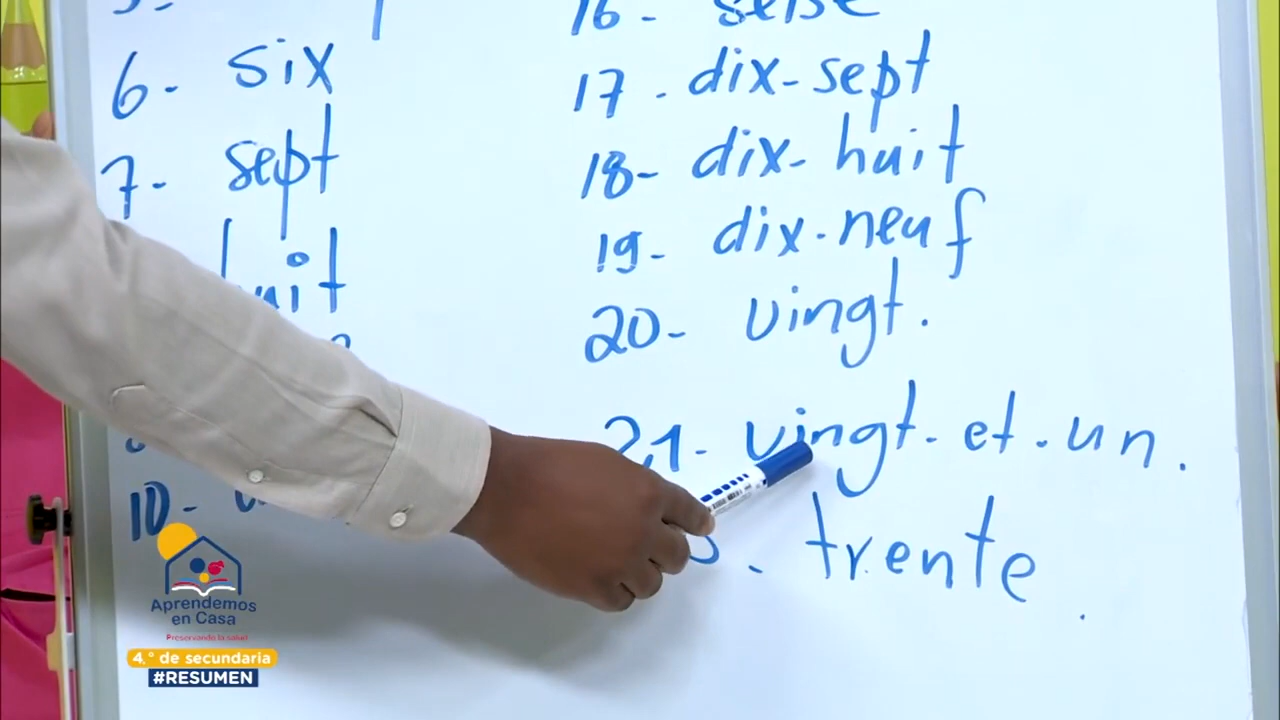 6- six
7- sept
10-
16- seise
17- dix-sept
18- dix-huit
19- dix-neuf
20- vingt.
21- vingt-et-un.
trente.
Aprendemos
en Casa
Preservando la salud
4.° de secundaria
#RESUMEN